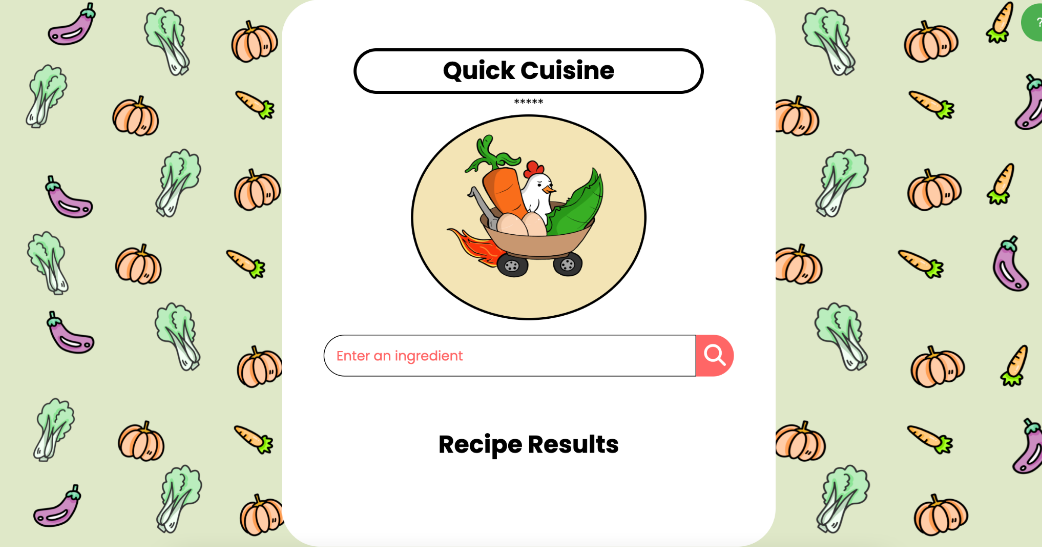 Quick Cuisine
*****
Enter an ingredient
Recipe Results
?